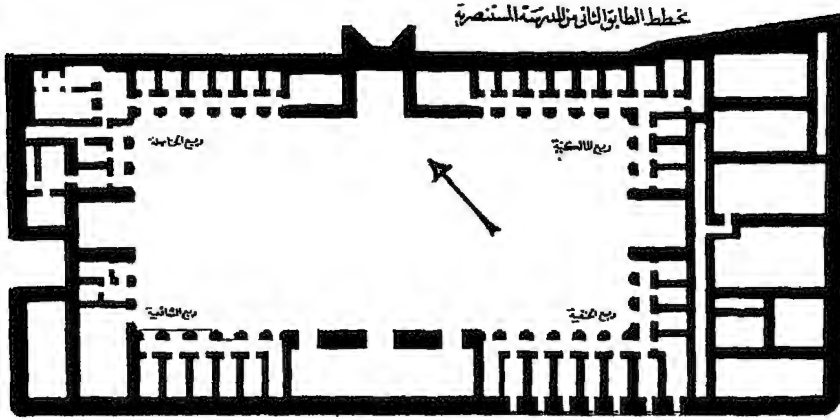 مخطط الطابق الثاني من المدرسة المستنصرية
ربع المالكية
ربع الحنابلة
ربع الحنفية
ربع الشافعية